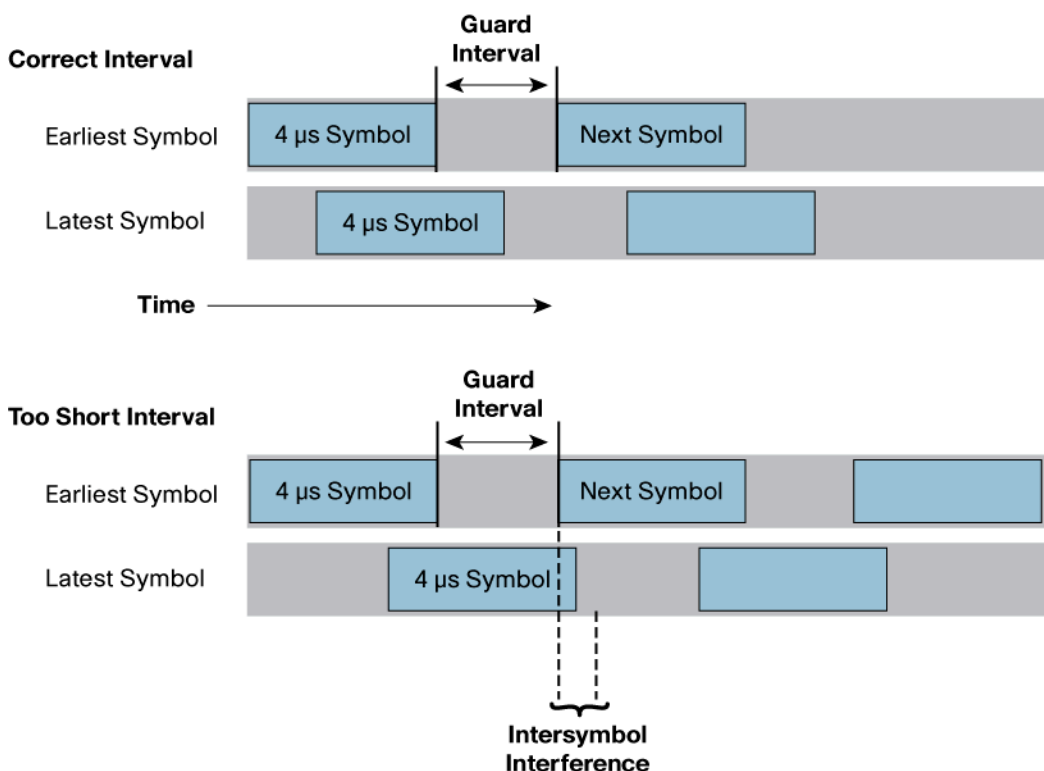 Guard
Interval
Correct Interval
Earliest Symbol
4 µs Symbol
Next Symbol
Latest Symbol
4 µs Symbol
Time
Guard
Interval
Too Short Interval
Earliest Symbol
4 µs Symbol
Next Symbol
Latest Symbol
4 µs Symbol
Intersymbol
Interference